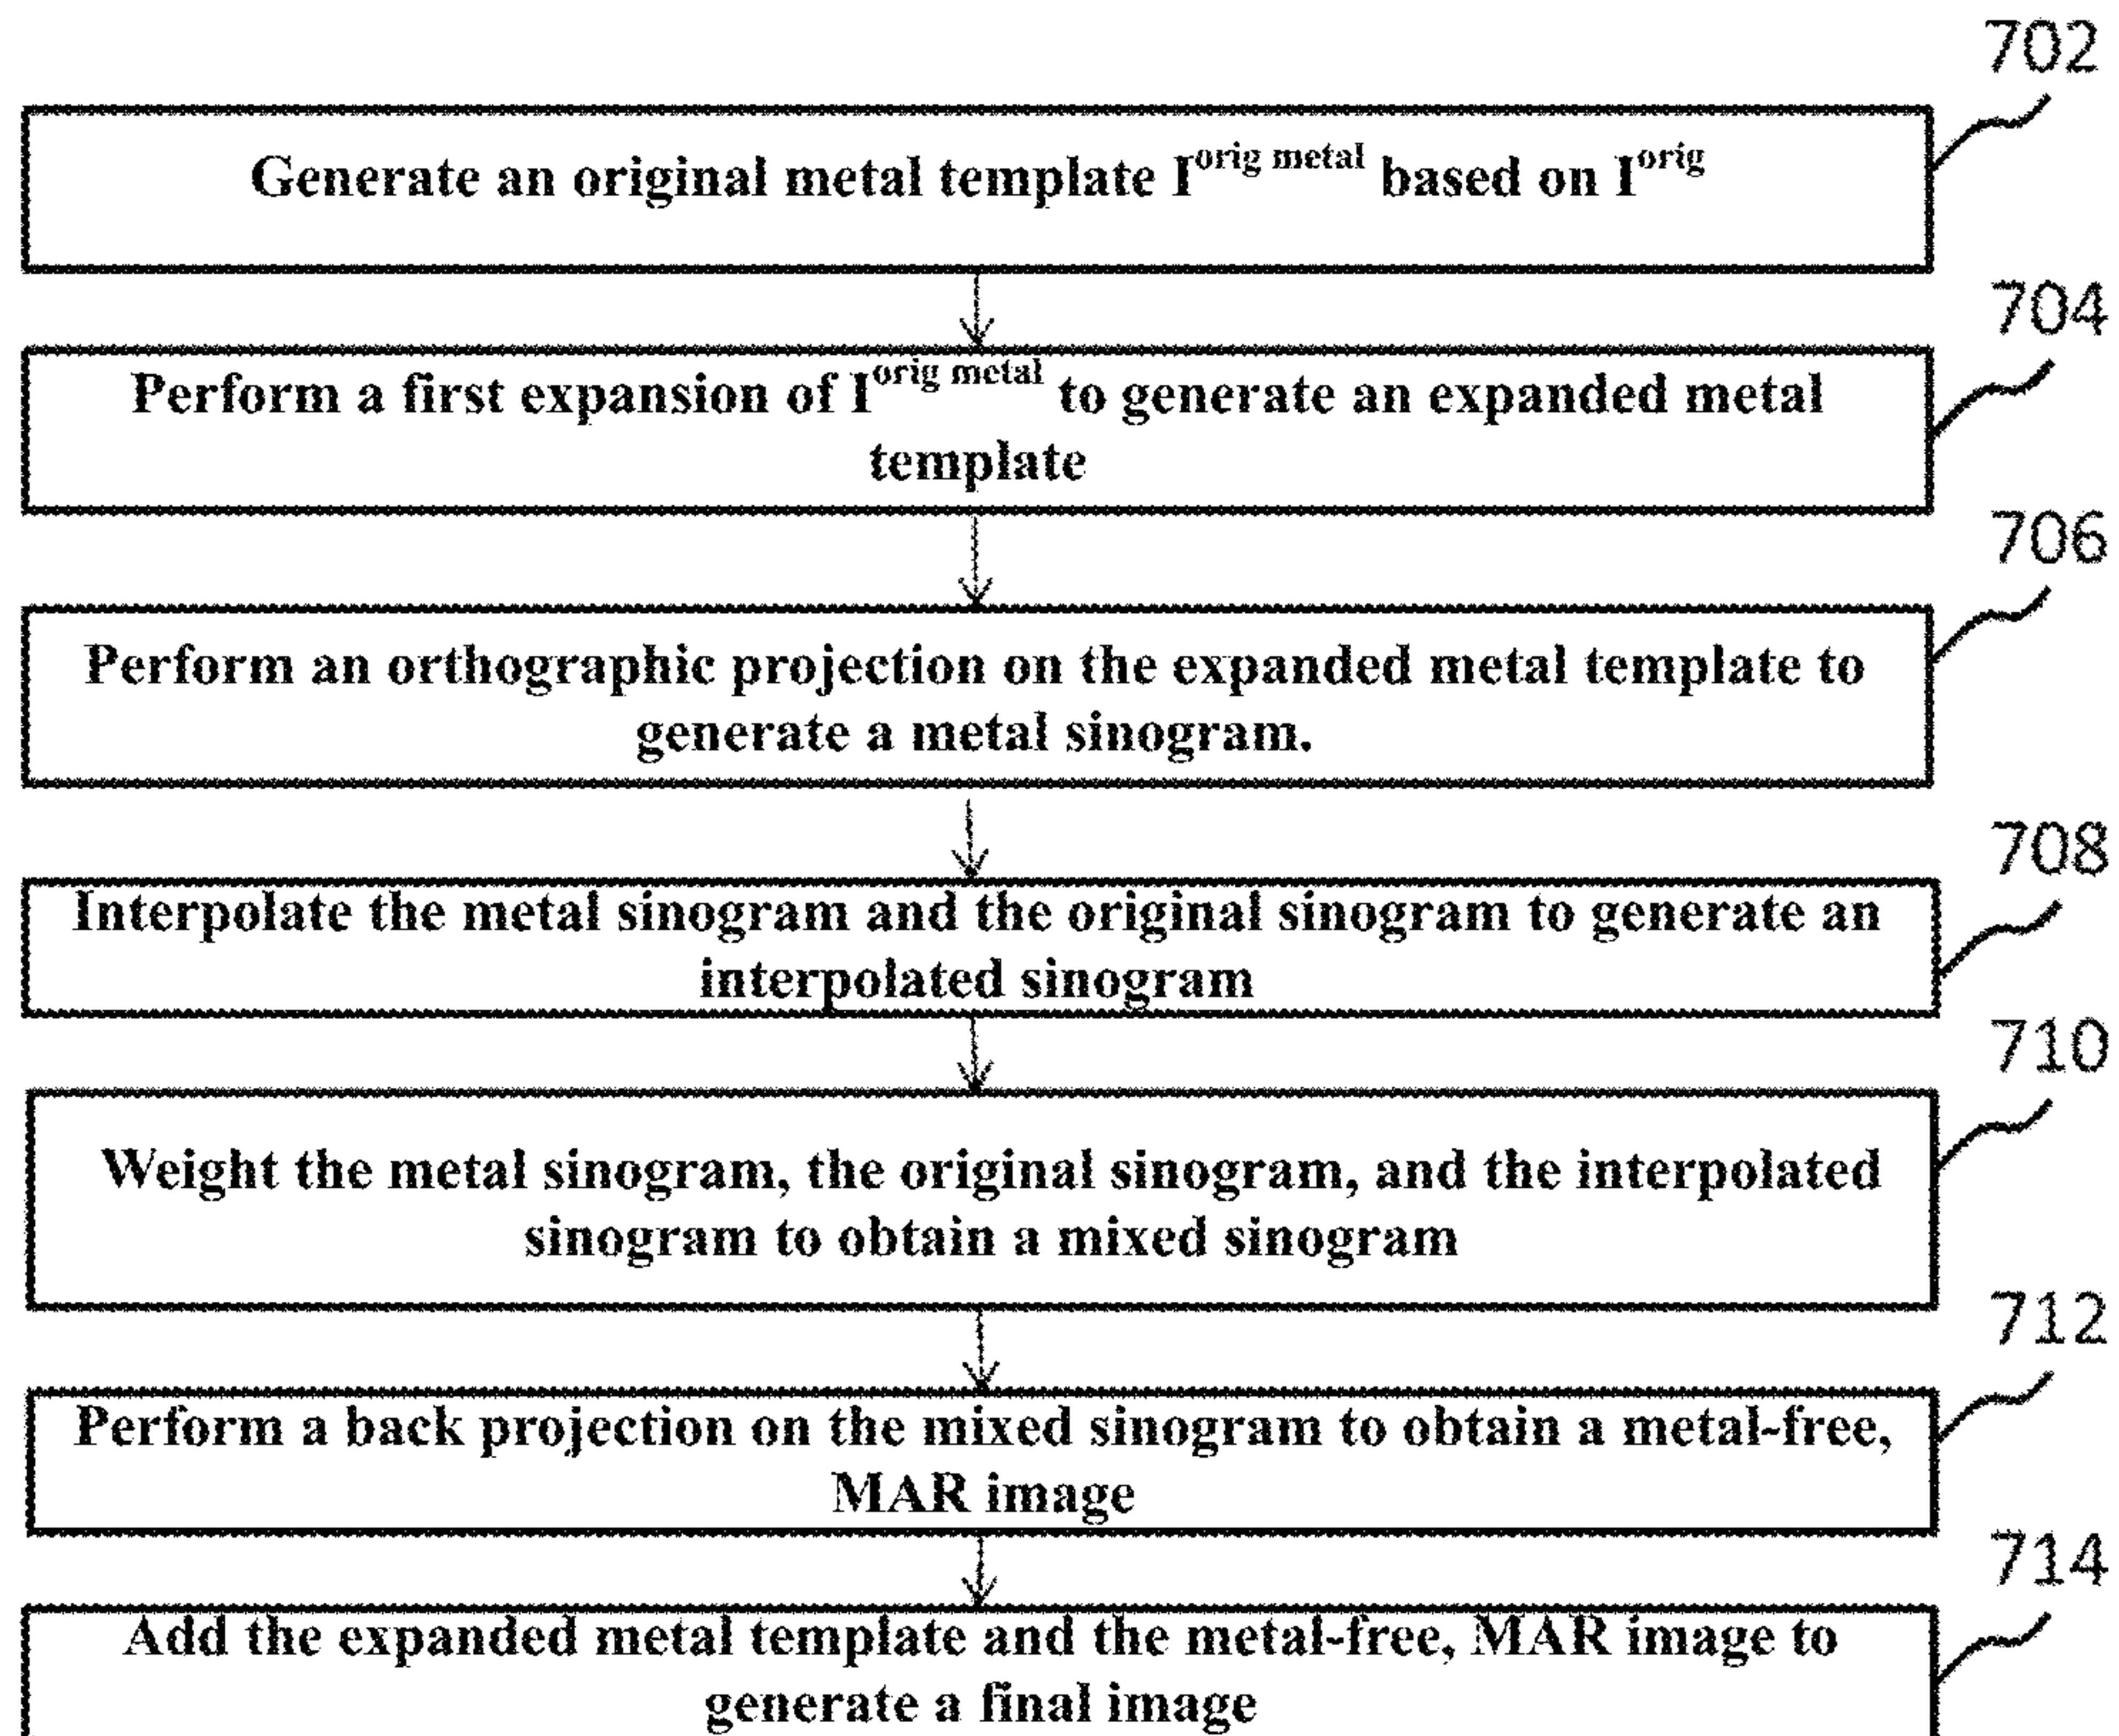 702
Generate an original metal template I^orig metal based on I^orig
704
Perform a first expansion of I^orig metal to generate an expanded metal
template
706
Perform an orthographic projection on the expanded metal template to
generate a metal sinogram.
708
Interpolate the metal sinogram and the original sinogram to generate an
interpolated sinogram
710
Weight the metal sinogram, the original sinogram, and the interpolated
sinogram to obtain a mixed sinogram
712
Perform a back projection on the mixed sinogram to obtain a metal-free,
MAR image
714
Add the expanded metal template and the metal-free, MAR image to
generate a final image